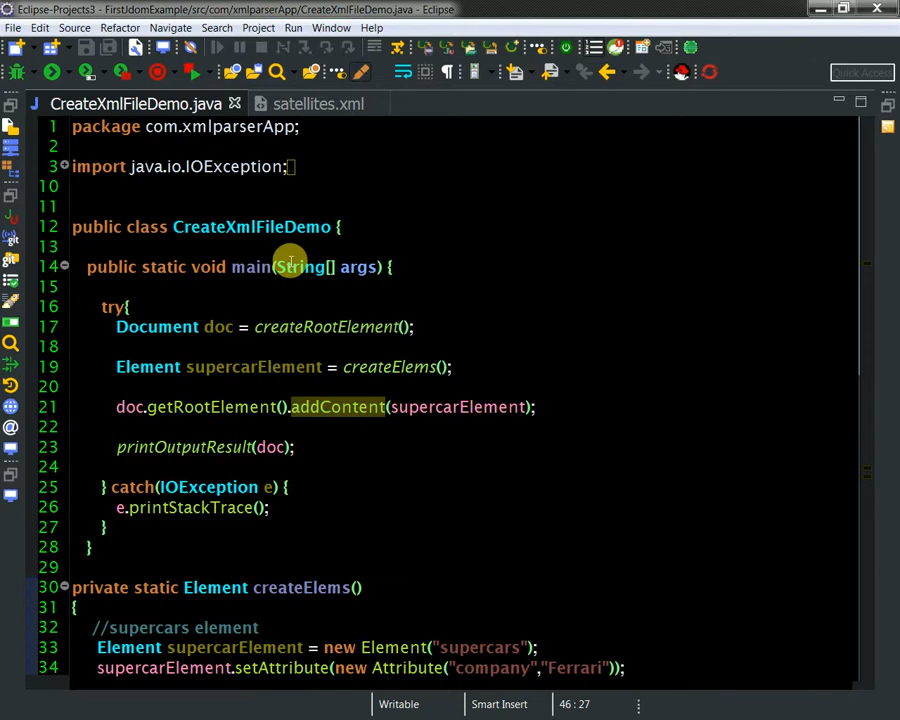 Eclipse-Projects3 - FirstJdomExample/src/com/xmlparserApp/CreateXmlFileDemo.java - Eclipse
File Edit Source Refactor Navigate Search Project Run Window Help
Quick Access
CreateXmlFileDemo.java satellites.xml
1 package com.xmlparserApp;
2
3 import java.io.IOException;
10
11
12 public class CreateXmlFileDemo {
13
14 public static void main(String[] args) {
15
16 try{
17 Document doc = createRootElement();
18
19 Element supercarElement = createElems();
20
21 doc.getRootElement().addContent(supercarElement);
22
23 printOutputResult(doc);
24
25 } catch(IOException e) {
26 e.printStackTrace();
27 }
28 }
29
30 private static Element createElems()
31 {
32 //supercars element
33 Element supercarElement = new Element("supercars");
34 supercarElement.setAttribute(new Attribute("company","Ferrari"));
Writable Smart Insert 46 : 27